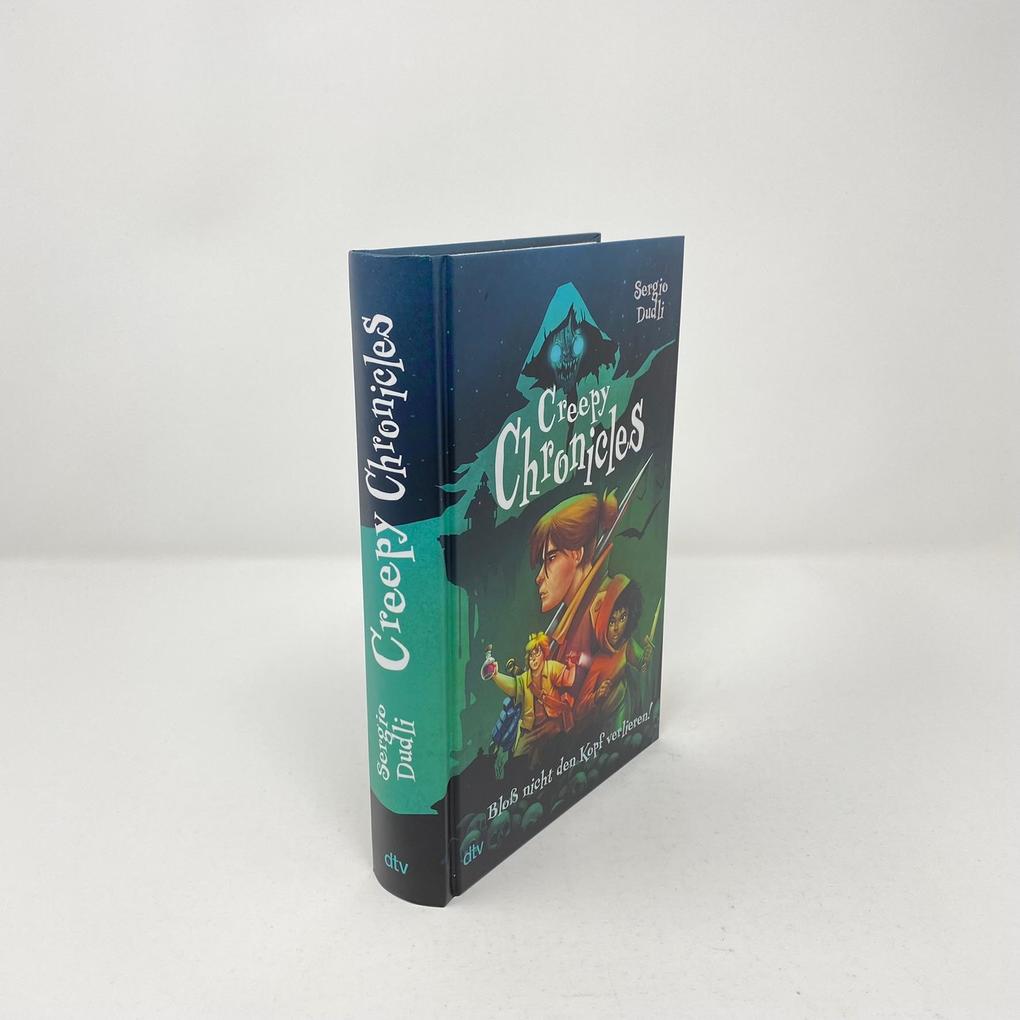 Creepy Chronicles
Sergio
Dudli
dtv
Sergio
Dudli
Creepy
Chronicles
Bloß nicht den Kopf verlieren!
dtv